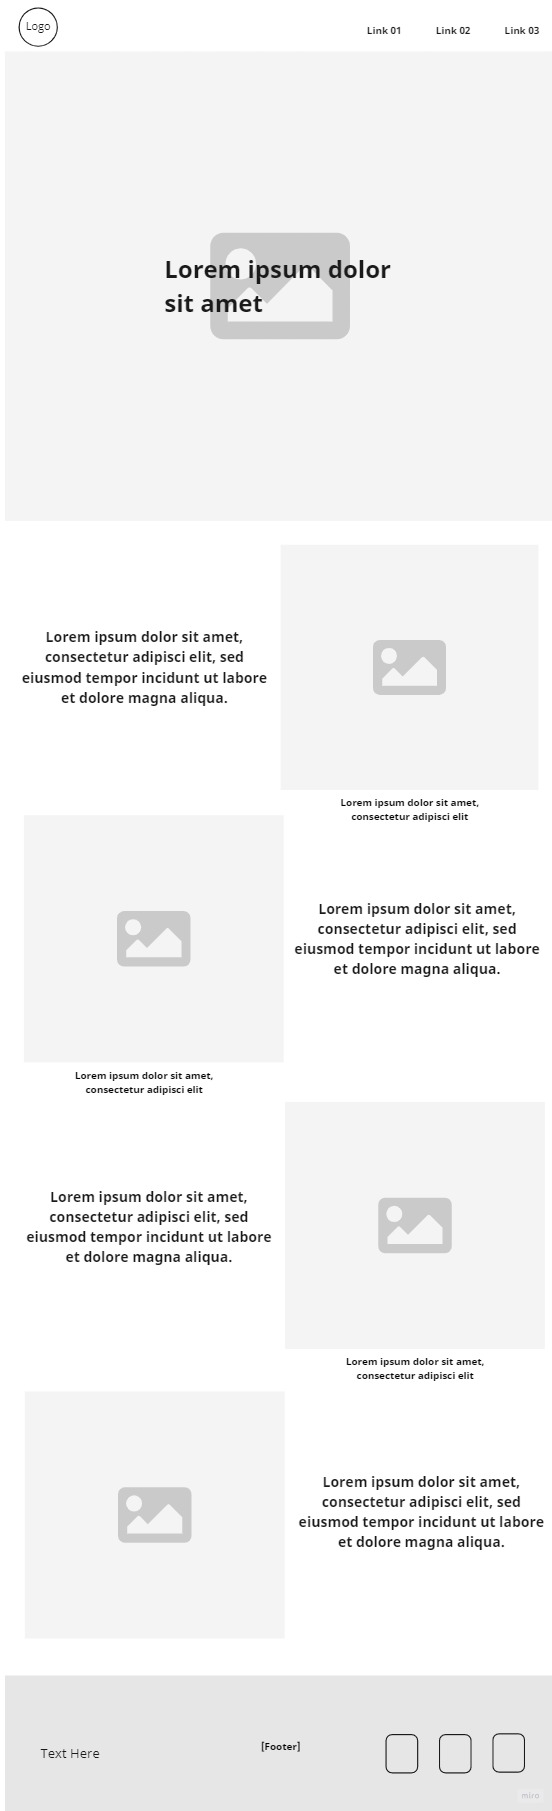 Logo
Link 01 Link 02 Link 03
Lorem ipsum dolor
sit amet
Lorem ipsum dolor sit amet,
consectetur adipisci elit, sed
eiusmod tempor incidunt ut labore
et dolore magna aliqua.
Lorem ipsum dolor sit amet,
consectetur adipisci elit
Lorem ipsum dolor sit amet,
consectetur adipisci elit, sed
eiusmod tempor incidunt ut labore
et dolore magna aliqua.
Lorem ipsum dolor sit amet,
consectetur adipisci elit
Lorem ipsum dolor sit amet,
consectetur adipisci elit, sed
eiusmod tempor incidunt ut labore
et dolore magna aliqua.
Lorem ipsum dolor sit amet,
consectetur adipisci elit
Lorem ipsum dolor sit amet,
consectetur adipisci elit, sed
eiusmod tempor incidunt ut labore
et dolore magna aliqua.
Text Here
[Footer]
miro